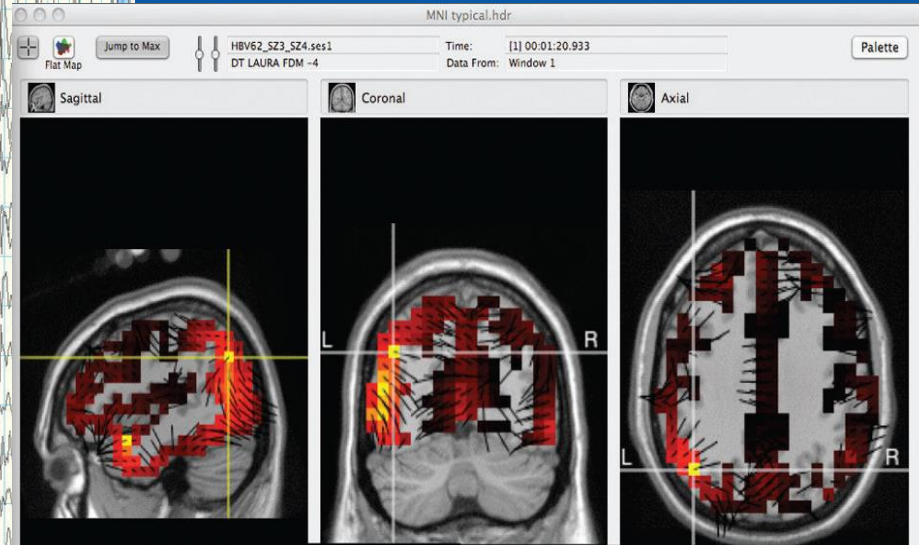 MNI typical.hdr
Flat Map
Jump to Max
HBV62_SZ3_SZ4.ses1
DT LAURA FDM -4
Time:
[1] 00:01:20.933
Data From:
Window 1
Palette
Sagittal
Coronal
Axial
L
R
L
R